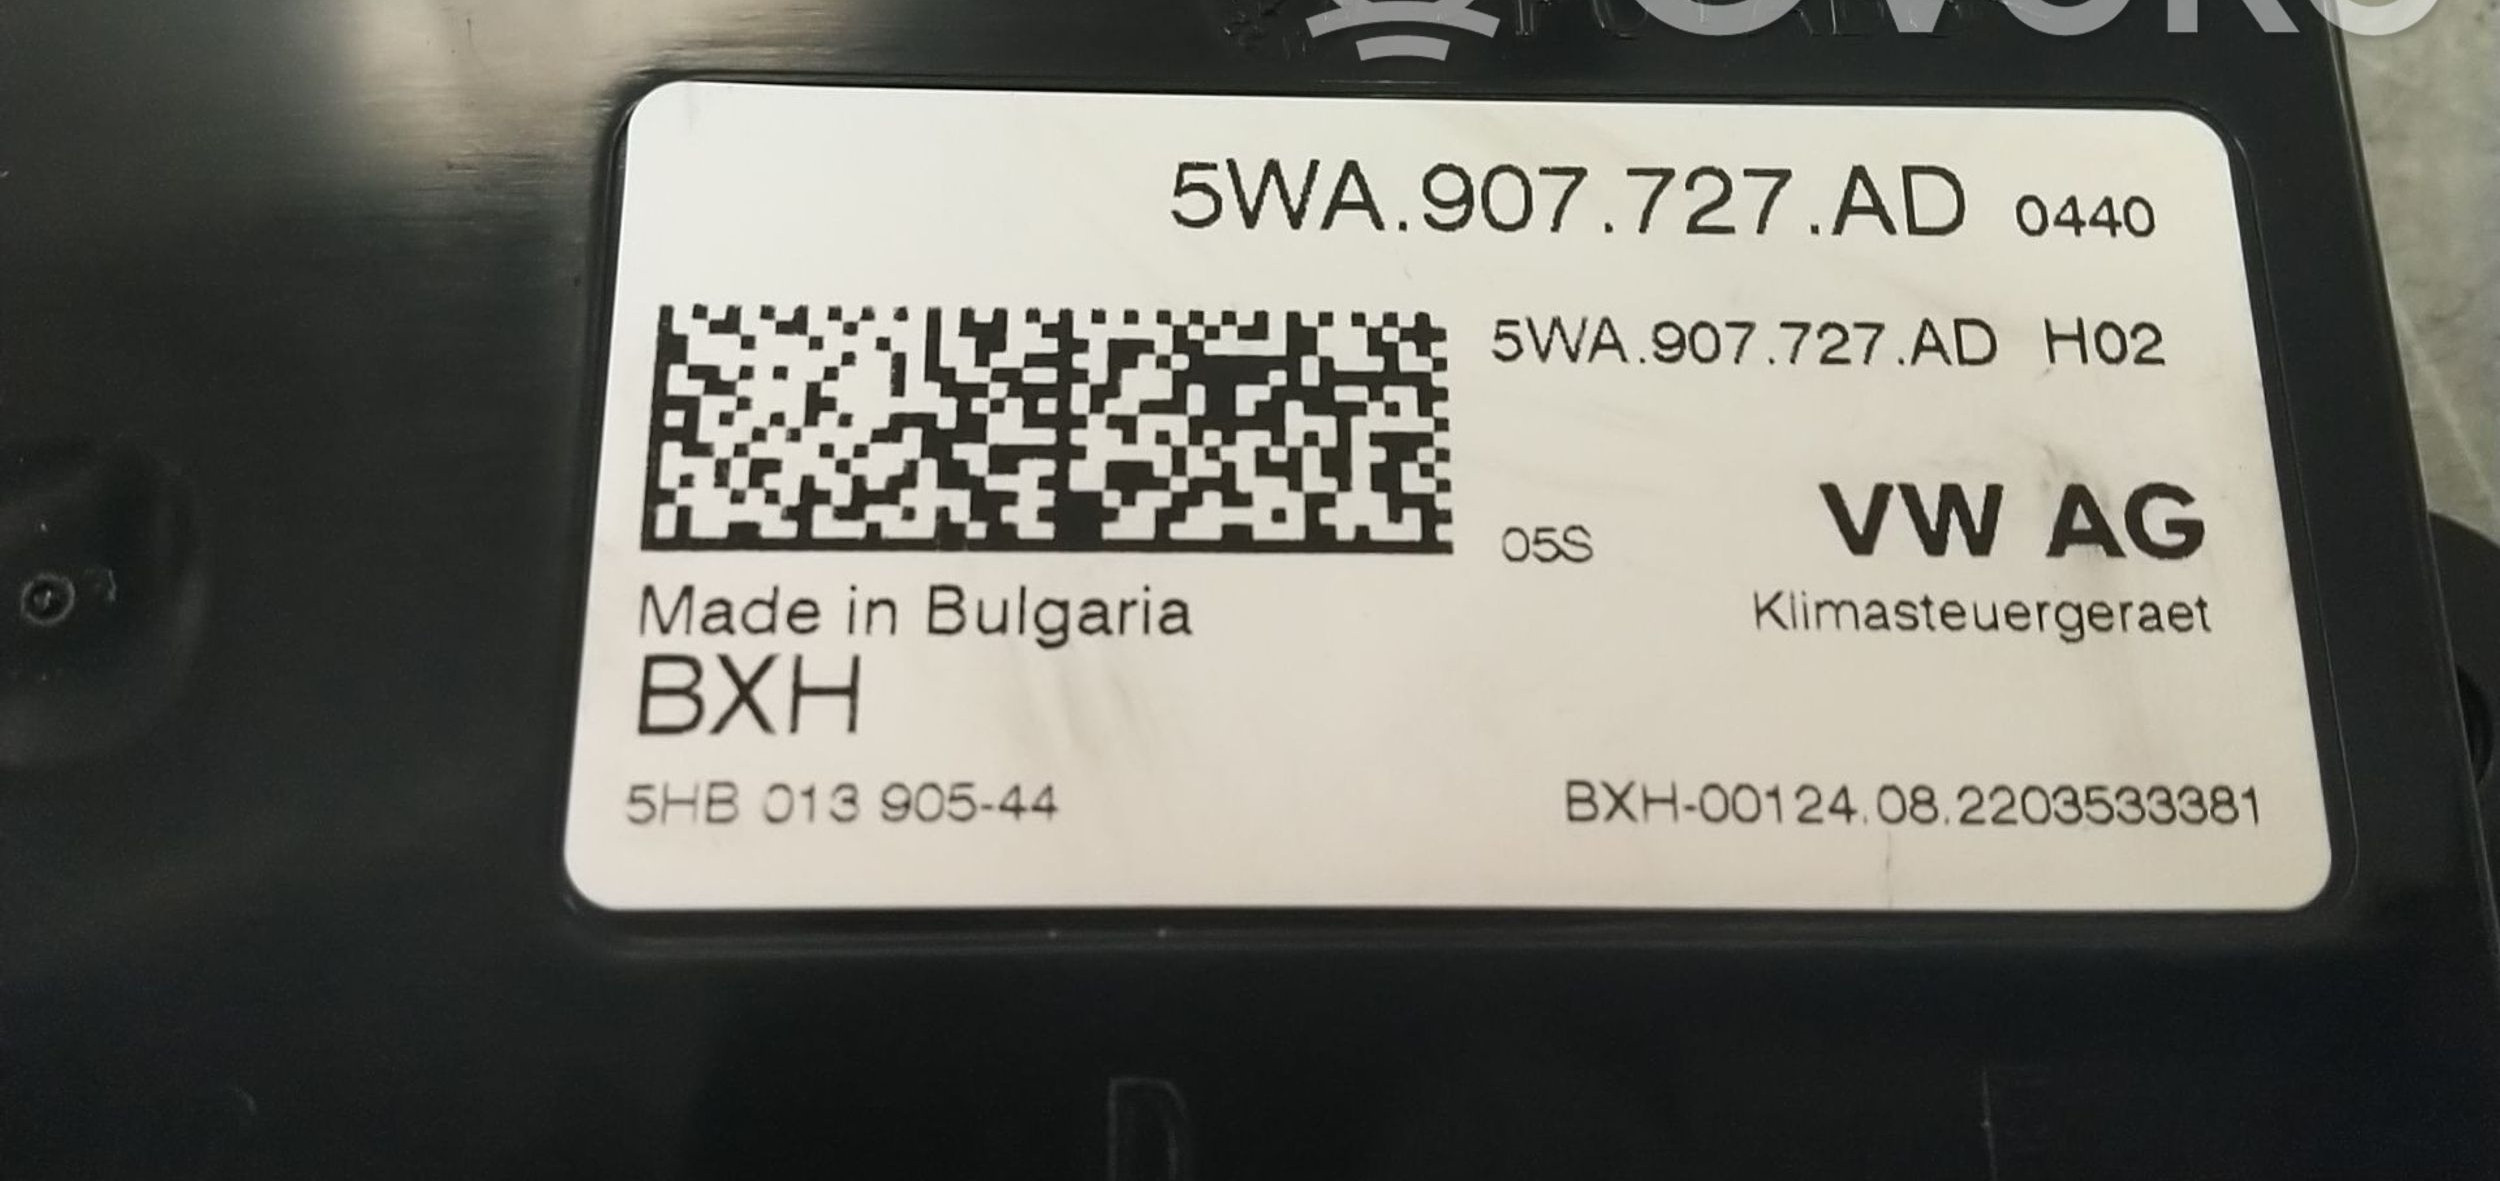 5WA.907.727.AD 0440
5WA.907.727.AD H02
05S
VW AG
Made in Bulgaria
Klimasteuergeraet
BXH
5HB 013 905-44
BXH-00124.08.2203533381